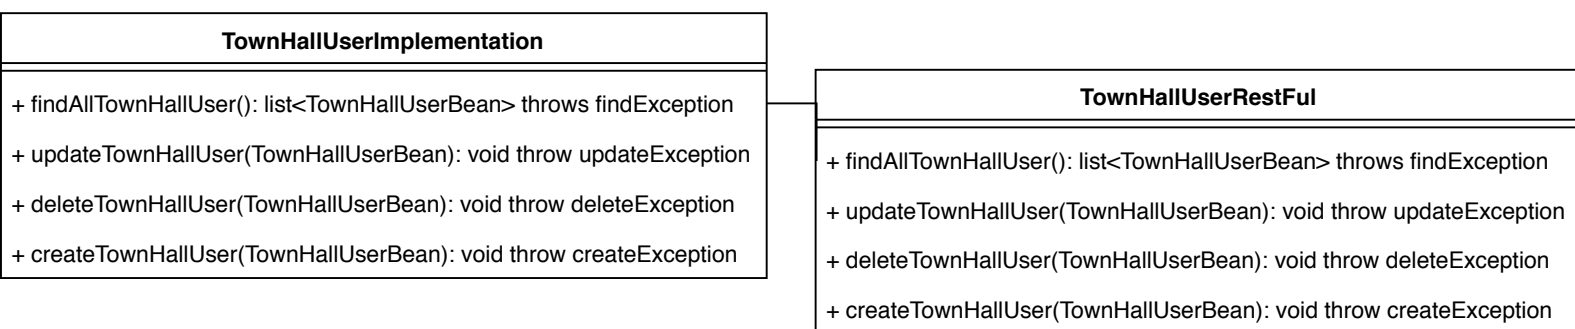 TownHallUserImplementation
+ findAllTownHallUser(): list<TownHallUserBean> throws findException
+ updateTownHallUser(TownHallUserBean): void throw updateException
+ deleteTownHallUser(TownHallUserBean): void throw deleteException
+ createTownHallUser(TownHallUserBean): void throw createException
TownHallUserRestFul
+ findAllTownHallUser(): list<TownHallUserBean> throws findException
+ updateTownHallUser(TownHallUserBean): void throw updateException
+ deleteTownHallUser(TownHallUserBean): void throw deleteException
+ createTownHallUser(TownHallUserBean): void throw createException